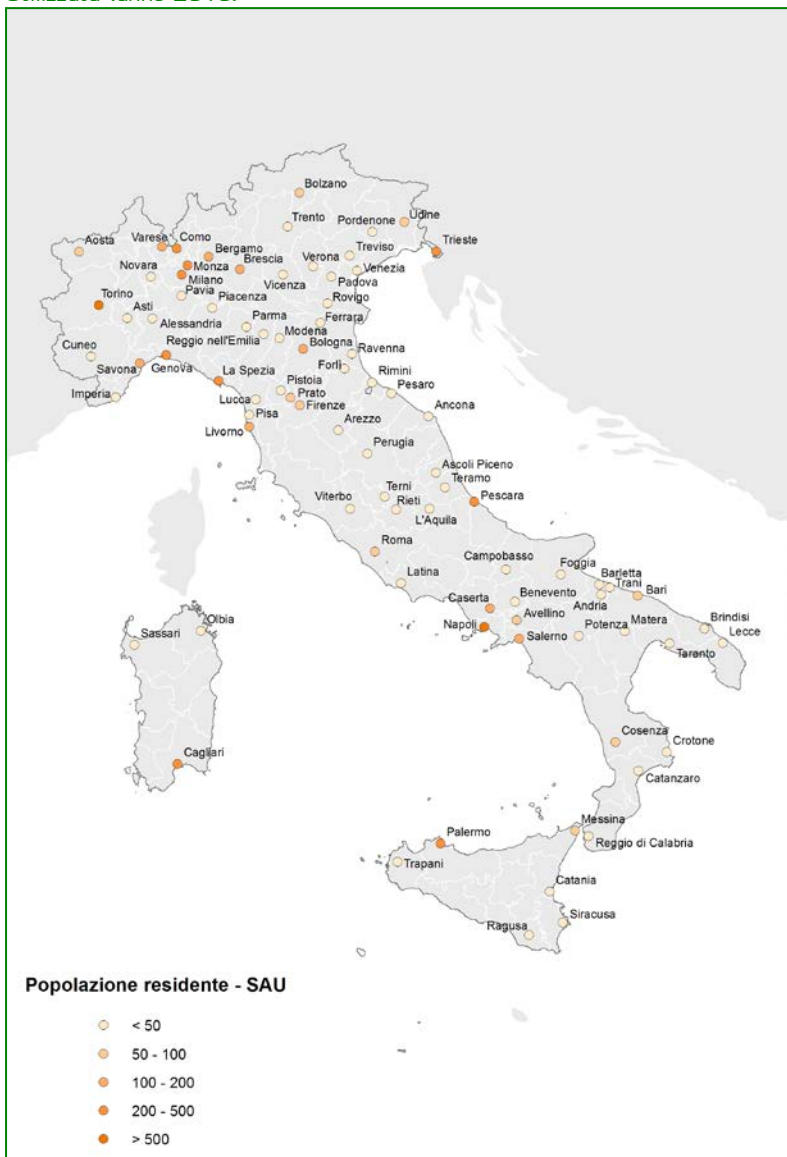 Bolzano
Trento
Pordenone
Udine
Aosta
Varese
Como
Bergamo
Brescia
Verona
Treviso
Trieste
Novara
Monza
Milano
Vicenza
Venezia
Padova
Torino
Pavia
Piacenza
Rovigo
Asti
Alessandria
Parma
Ferrara
Modena
Cuneo
Reggio nell'Emilia
Bologna
Ravenna
Savona
Genova
La Spezia
Forlì
Rimini
Pistoia
Pesaro
Imperia
Lucca
Prato
Firenze
Pisa
Arezzo
Ancona
Livorno
Perugia
Ascoli Piceno
Teramo
Terni
Viterbo
Rieti
Pescara
L'Aquila
Roma
Campobasso
Foggia
Latina
Barletta
Trani
Caserta
Benevento
Andria
Bari
Avellino
Napoli
Salerno
Potenza
Matera
Brindisi
Lecce
Taranto
Olbia
Sassari
Cosenza
Crotone
Cagliari
Catanzaro
Messina
Palermo
Reggio di Calabria
Trapani
Catania
Siracusa
Ragusa
Popolazione residente - SAU
< 50
50 - 100
100 - 200
200 - 500
> 500